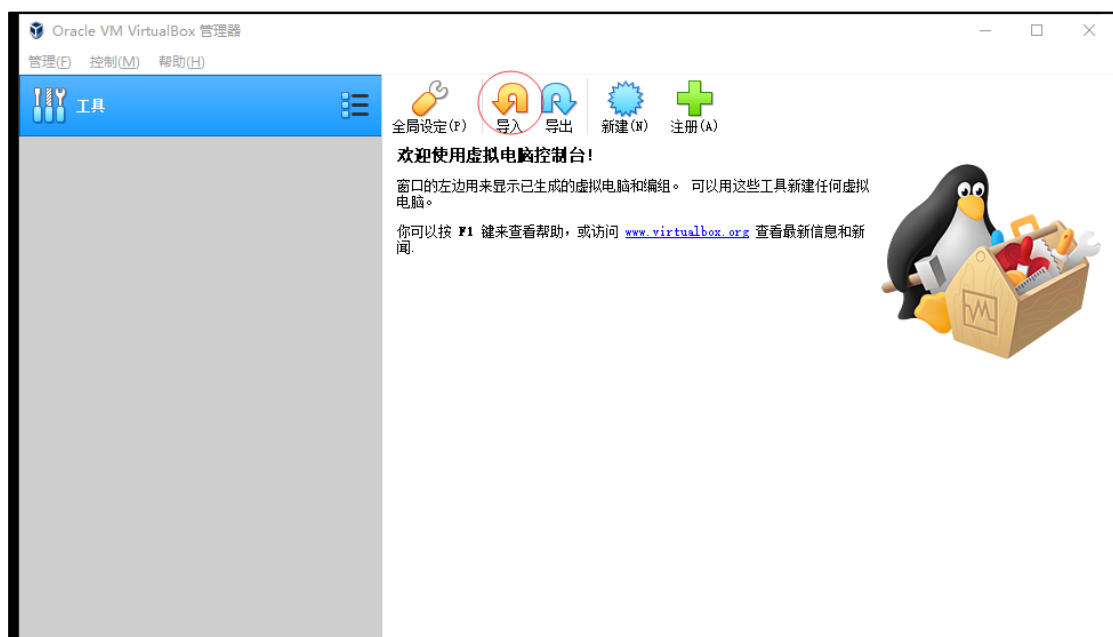 Oracle VM VirtualBox 管理器
管理(F) 控制(M) 帮助(H)
工具
全局设定(P) 导入 导出 新建(N) 注册(A)
欢迎使用虚拟电脑控制台!
窗口的左边用来显示已生成的虚拟电脑和编组。 可以用这些工具新建任何虚拟
电脑。
你可以按 F1 键来查看帮助，或访问 www.virtualbox.org 查看最新信息和新
闻.